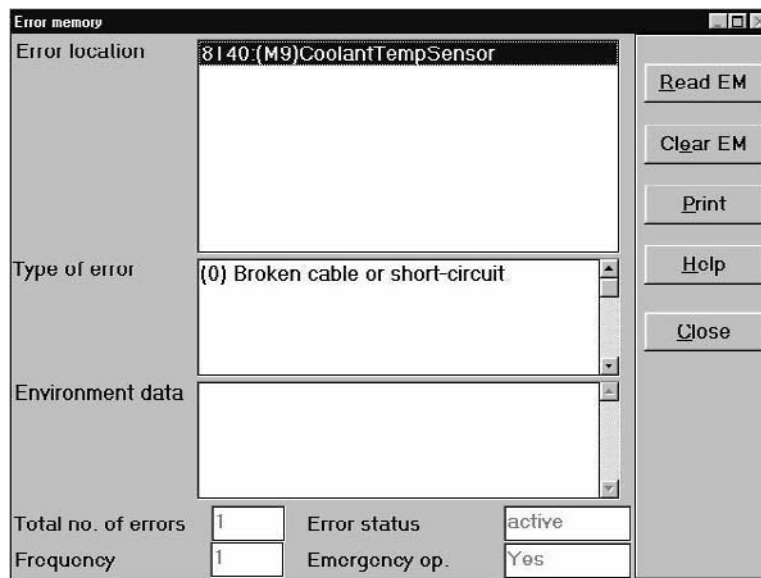 Error memory
Error location
8140:(M9)CoolantTempSensor
Read EM
Clear EM
Print
Help
Close
Type of error
(0) Broken cable or short-circuit
Environment data
Total no. of errors 1 Error status active
Frequency 1 Emergency op. Yes